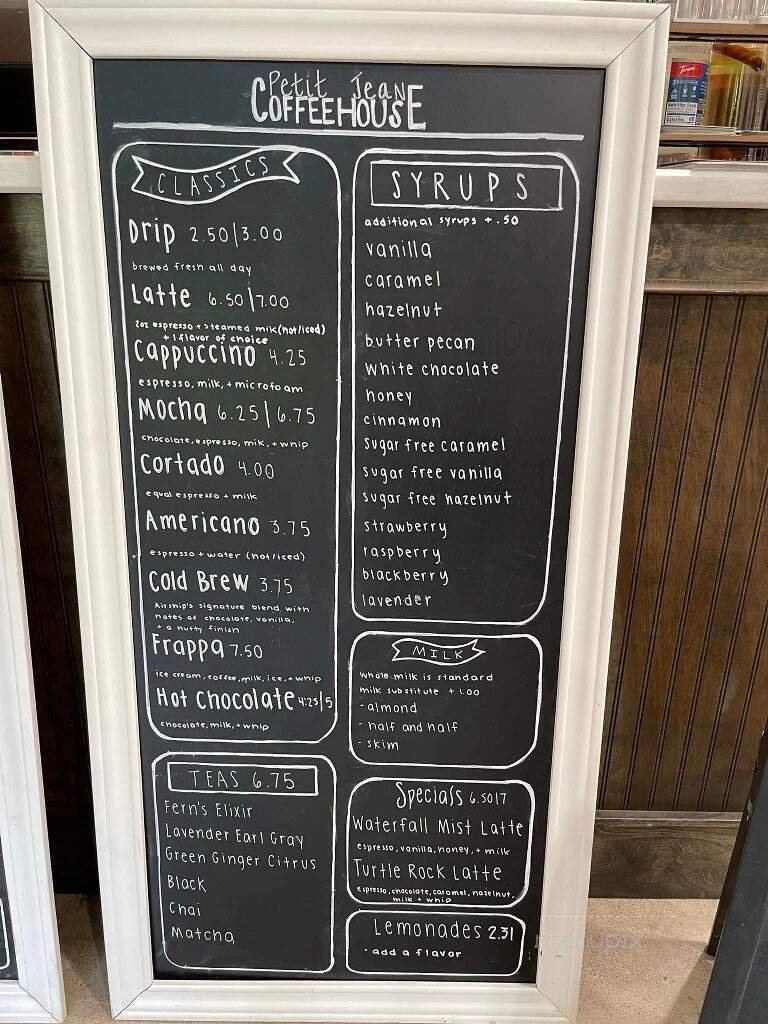 Petit Jean
COFFEEHOUSE
CLASSICS
Drip 2.50|3.00
brewed fresh all day
Latte 6.50|7.00
2oz espresso + steamed milk (hot/iced)
+ 1 flavor of choice
Cappuccino 4.25
espresso, milk, + microfoam
Mocha 6.25|6.75
chocolate, espresso, milk, + whip
Cortado 4.00
equal espresso + milk
Americano 3.75
espresso + water (hot/iced)
Cold Brew 3.75
Airship's signature blend with
notes of chocolate, vanilla,
+ a nutty finish
Frappa 7.50
ice cream, coffee, milk, ice, + whip
Hot Chocolate 4.25|5
chocolate, milk, + whip
TEAS 6.75
Fern's Elixir
Lavender Earl Gray
Green Ginger Citrus
Black
Chai
Matcha
SYRUPS
additional syrups +.50
vanilla
caramel
hazelnut
butter pecan
white chocolate
honey
cinnamon
sugar free caramel
sugar free vanilla
sugar free hazelnut
strawberry
raspberry
blackberry
lavender
MILK
whole milk is standard
milk substitute +1.00
- almond
- half and half
- skim
Specials 6.50|7
Waterfall Mist Latte
espresso, vanilla, honey, + milk
Turtle Rock Latte
espresso, chocolate, caramel, hazelnut,
milk + whip
Lemonades 2.31
- add a flavor
Torani